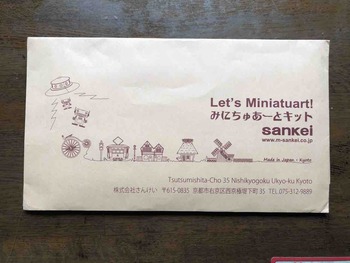 Let's Miniatuart!
みにちゅあーとキット
sankei
www.m-sankei.co.jp
Made in Japan, Kyoto
Tsutsumishita-Cho 35 Nishikyogoku Ukyo-ku Kyoto
株式会社さんけい 〒615-0835 京都市右京区西京極堤下町 35 TEL.075-312-9889